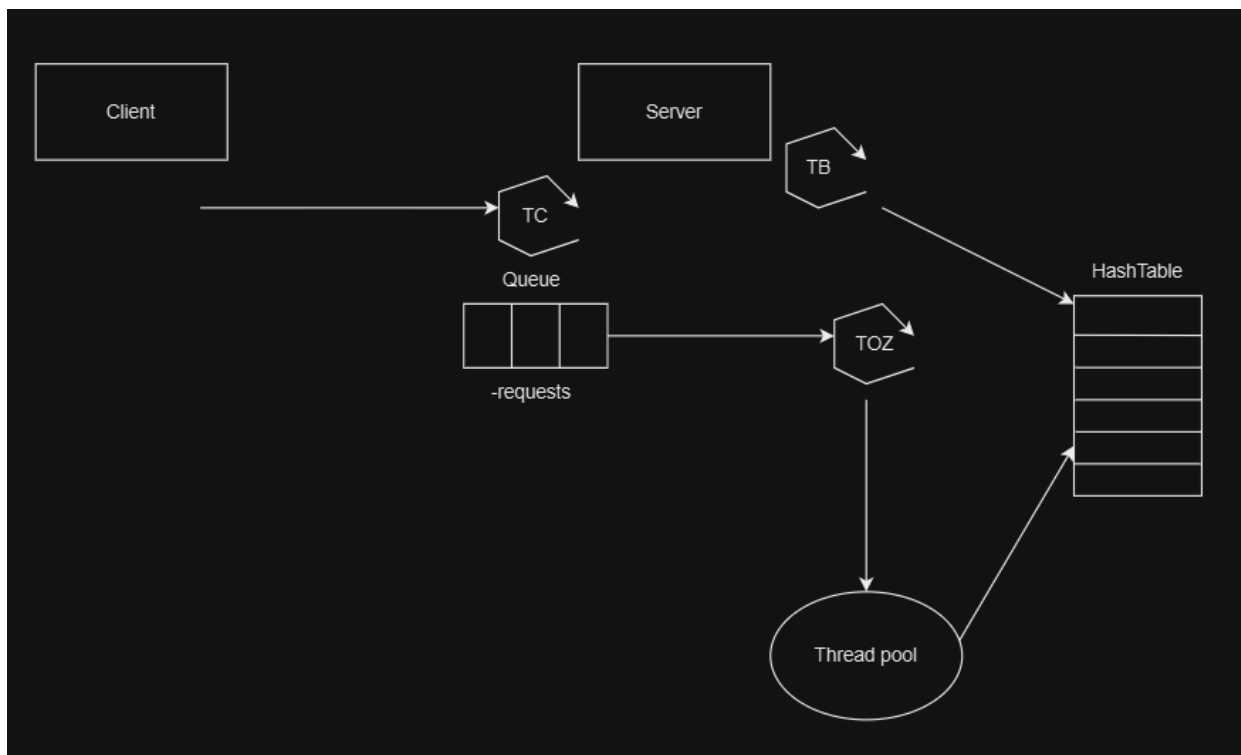 Client
Server
TB
TC
Queue
HashTable
TOZ
-requests
Thread pool